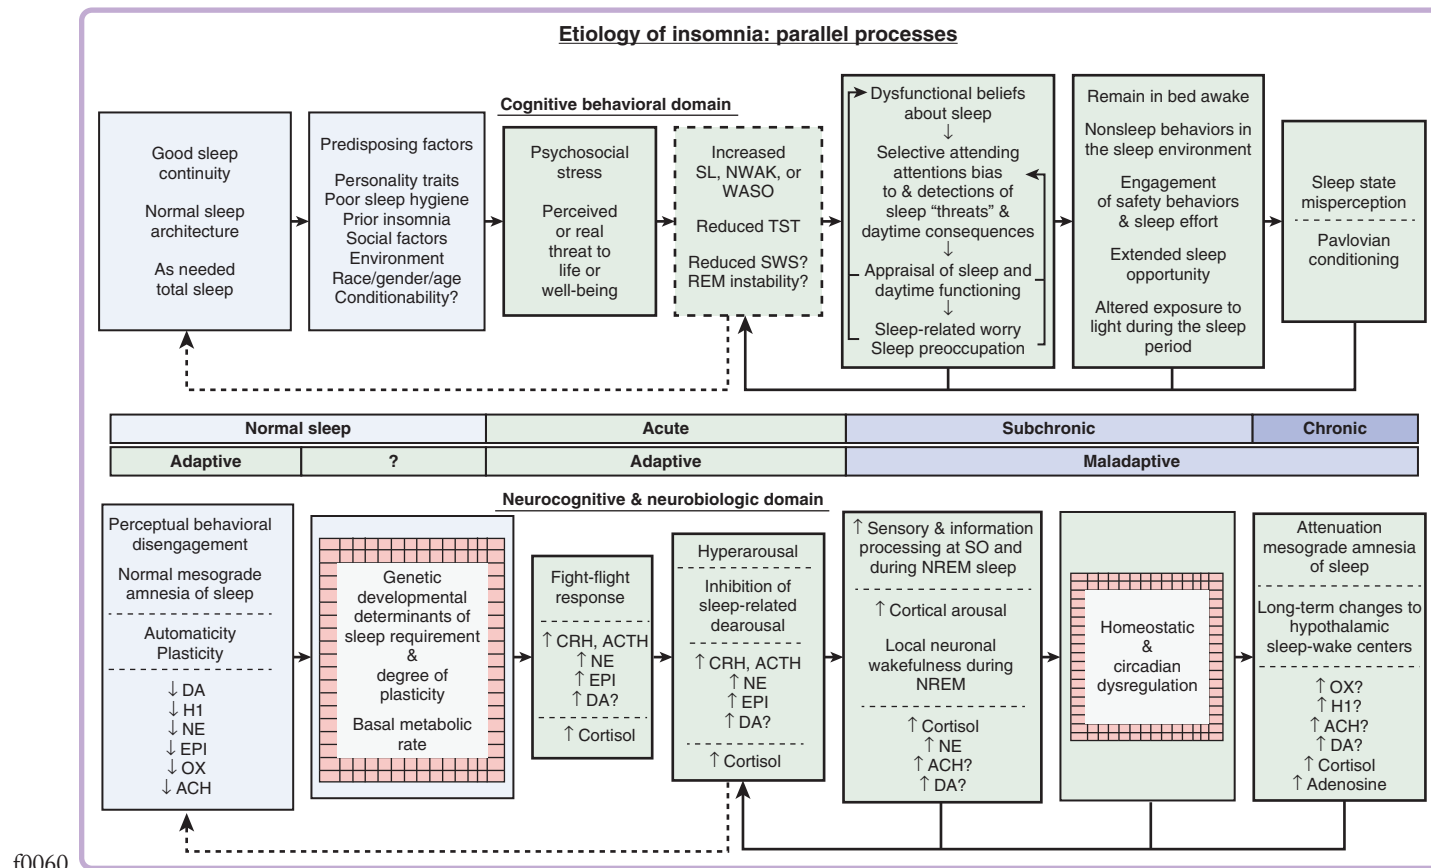 Etiology of insomnia: parallel processes
Cognitive behavioral domain
Good sleep
continuity
Normal sleep
architecture
As needed
total sleep
Predisposing factors
Personality traits
Poor sleep hygiene
Prior insomnia
Social factors
Environment
Race/gender/age
Conditionability?
Psychosocial
stress
Perceived
or real
threat to
life or
well-being
Increased
SL, NWAK, or
WASO
Reduced TST
Reduced SWS?
REM instability?
Dysfunctional beliefs
about sleep
↓
Selective attending
attentions bias
to & detections of
sleep “threats” &
daytime consequences
↓
Appraisal of sleep and
daytime functioning
↓
Sleep-related worry
Sleep preoccupation
Remain in bed awake
Nonsleep behaviors in
the sleep environment
Engagement
of safety behaviors
& sleep effort
Extended sleep
opportunity
Altered exposure to
light during the sleep
period
Sleep state
misperception
Pavlovian
conditioning
Normal sleep
Acute
Subchronic
Chronic
Adaptive
?
Adaptive
Maladaptive
Neurocognitive & neurobiologic domain
Perceptual behavioral
disengagement
Normal mesograde
amnesia of sleep
Automaticity
Plasticity
↓ DA
↓ H1
↓ NE
↓ EPI
↓ OX
↓ ACH
Genetic
developmental
determinants of
sleep requirement
&
degree of
plasticity
Basal metabolic
rate
Fight-flight
response
↑ CRH, ACTH
↑ NE
↑ EPI
↑ DA?
↑ Cortisol
Hyperarousal
Inhibition of
sleep-related
dearousal
↑ CRH, ACTH
↑ NE
↑ EPI
↑ DA?
↑ Cortisol
↑ Sensory & information
processing at SO and
during NREM sleep
↑ Cortical arousal
Local neuronal
wakefulness during
NREM
↑ Cortisol
↑ NE
↑ ACH?
↑ DA?
Homeostatic
&
circadian
dysregulation
Attenuation
mesograde amnesia
of sleep
Long-term changes to
hypothalamic
sleep-wake centers
↑ OX?
↑ H1?
↑ ACH?
↑ DA?
↑ Cortisol
↑ Adenosine
f0060